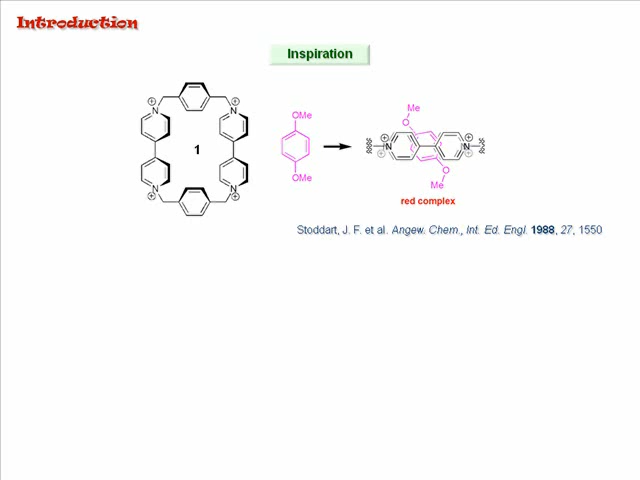 Introduction
Inspiration
N
⊕
N
⊕
N
⊕
N
⊕
1
OMe
OMe
Me
O
N
⊕
N
⊕
O
Me
red complex
Stoddart, J. F. et al. Angew. Chem., Int. Ed. Engl. 1988, 27, 1550